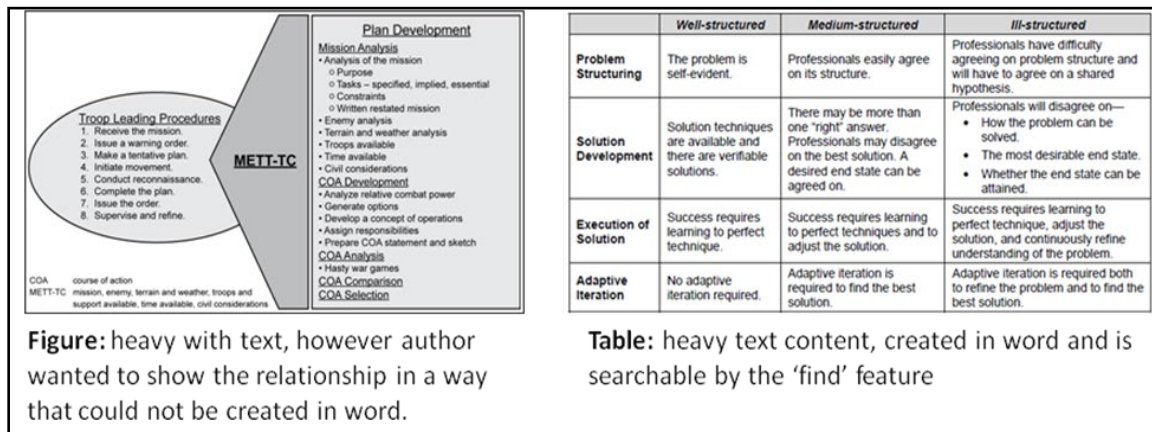 Troop Leading Procedures
1. Receive the mission.
2. Issue a warning order.
3. Make a tentative plan.
4. Initiate movement.
5. Conduct reconnaissance.
6. Complete the plan.
7. Issue the order.
8. Supervise and refine.
METT-TC
Plan Development
Mission Analysis
• Analysis of the mission
o Purpose
o Tasks – specified, implied, essential
o Constraints
o Written restated mission
• Enemy analysis
• Terrain and weather analysis
• Troops available
• Time available
• Civil considerations
COA Development
• Analyze relative combat power
• Generate options
• Develop a concept of operations
• Assign responsibilities
• Prepare COA statement and sketch
COA Analysis
• Hasty war games
COA Comparison
COA Selection
COA course of action
METT-TC mission, enemy, terrain and weather, troops and
support available, time available, civil considerations
Figure: heavy with text, however author
wanted to show the relationship in a way
that could not be created in word.
Well-structured Medium-structured Ill-structured
Problem
Structuring
The problem is
self-evident.
Professionals easily agree
on its structure.
Professionals have difficulty
agreeing on problem structure and
will have to agree on a shared
hypothesis.
Solution
Development
Solution techniques
are available and
there are verifiable
solutions.
There may be more than
one "right" answer.
Professionals may disagree
on the best solution. A
desired end state can be
agreed on.
Professionals will disagree on—
• How the problem can be
solved.
• The most desirable end state.
• Whether the end state can be
attained.
Execution of
Solution
Success requires
learning to perfect
technique.
Success requires learning
to perfect techniques and to
adjust the solution.
Success requires learning to
perfect technique, adjust the
solution, and continuously refine
understanding of the problem.
Adaptive
Iteration
No adaptive
iteration required.
Adaptive iteration is
required to find the best
solution.
Adaptive iteration is required both
to refine the problem and to find the
best solution.
Table: heavy text content, created in word and is
searchable by the 'find' feature